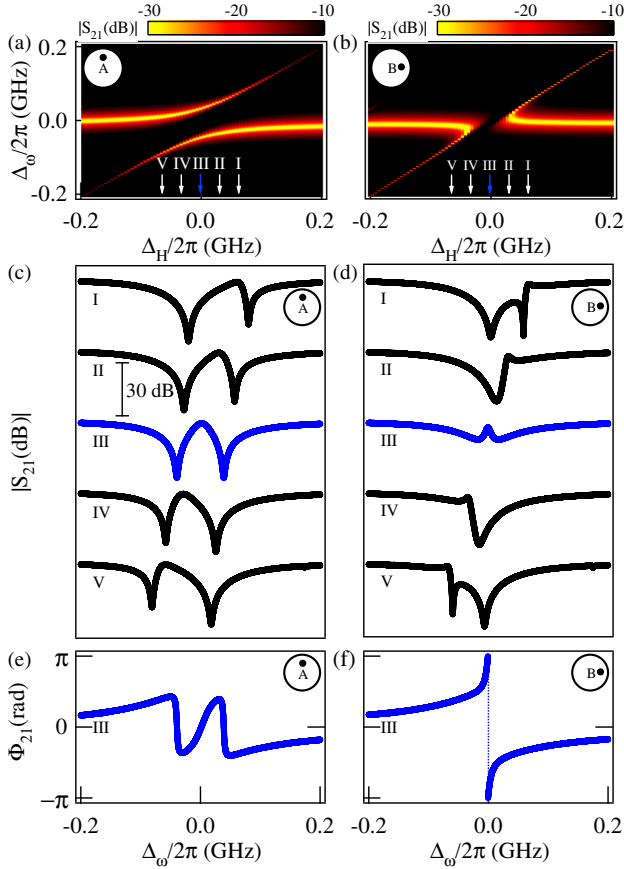 |S21(dB)| -30 -20 -10 |S21(dB)| -30 -20 -10
(a) (b)
A B
Δω/2π (GHz)
0.2
0.0
-0.2
V IV III II I V IV III II I
-0.2 0.0 0.2 -0.2 0.0 0.2
ΔH/2π (GHz) ΔH/2π (GHz)
(c) (d)
I A I B
II II
30 dB
|S21(dB)|
III III
IV IV
V V
(e) (f)
π A B
Φ21(rad)
0
III III
−π
-0.2 0.0 0.2 -0.2 0.0 0.2
Δω/2π (GHz) Δω/2π (GHz)